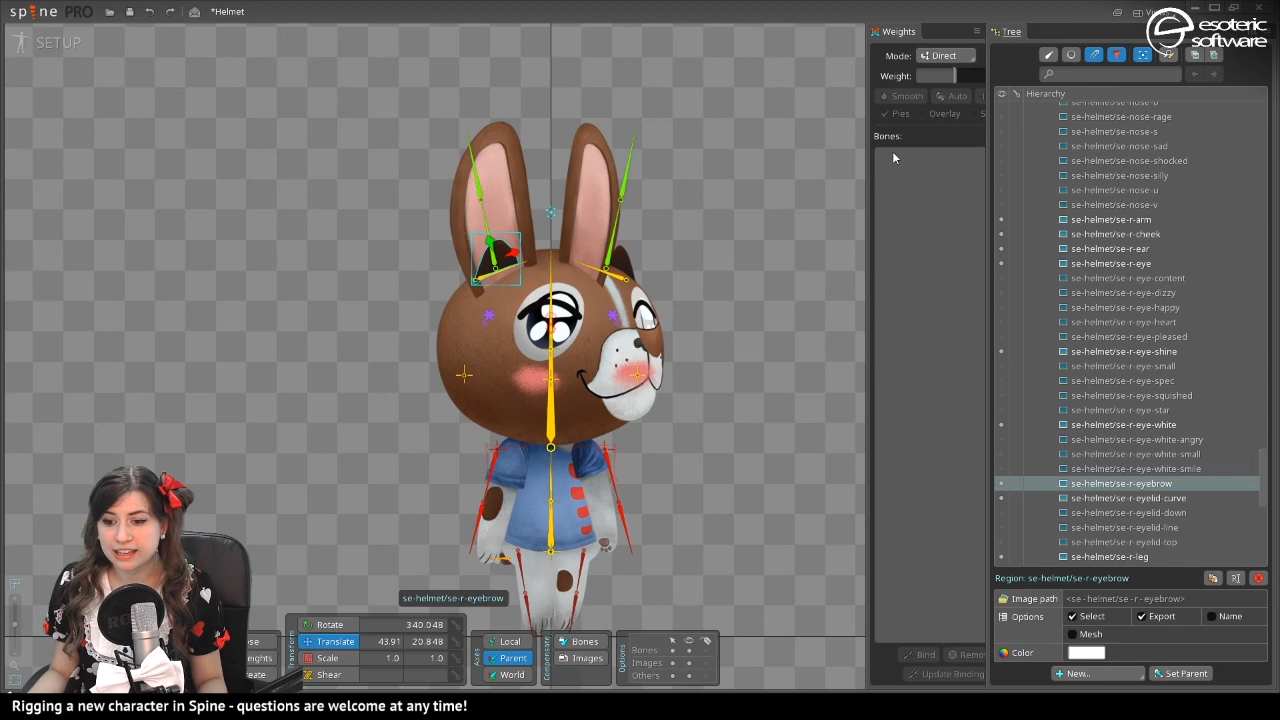 spine PRO
*Helmet
Views
esoteric software
SETUP
Weights
Mode: Direct
Weight:
Smooth Auto
Pies Overlay S
Bones:
Bind Remov
Update Binding
Tree
Hierarchy
se-helmet/se-nose-rage
se-helmet/se-nose-s
se-helmet/se-nose-sad
se-helmet/se-nose-shocked
se-helmet/se-nose-silly
se-helmet/se-nose-u
se-helmet/se-nose-v
se-helmet/se-r-arm
se-helmet/se-r-cheek
se-helmet/se-r-ear
se-helmet/se-r-eye
se-helmet/se-r-eye-content
se-helmet/se-r-eye-dizzy
se-helmet/se-r-eye-happy
se-helmet/se-r-eye-heart
se-helmet/se-r-eye-pleased
se-helmet/se-r-eye-shine
se-helmet/se-r-eye-small
se-helmet/se-r-eye-spec
se-helmet/se-r-eye-squished
se-helmet/se-r-eye-star
se-helmet/se-r-eye-white
se-helmet/se-r-eye-white-angry
se-helmet/se-r-eye-white-small
se-helmet/se-r-eye-white-smile
se-helmet/se-r-eyebrow
se-helmet/se-r-eyelid-curve
se-helmet/se-r-eyelid-down
se-helmet/se-r-eyelid-line
se-helmet/se-r-eyelid-top
se-helmet/se-r-leg
Region: se-helmet/se-r-eyebrow
Image path <se-helmet/se-r-eyebrow>
Options Select Export Name
Mesh
Color
New... Set Parent
se-helmet/se-r-eyebrow
ose
eights
reate
Transform
Rotate 340.048
Translate 43.91 20.848
Scale 1.0 1.0
Shear
Axes
Local
Parent
World
Compensate
Bones
Images
Options
Bones
Images
Others
Rigging a new character in Spine - questions are welcome at any time!